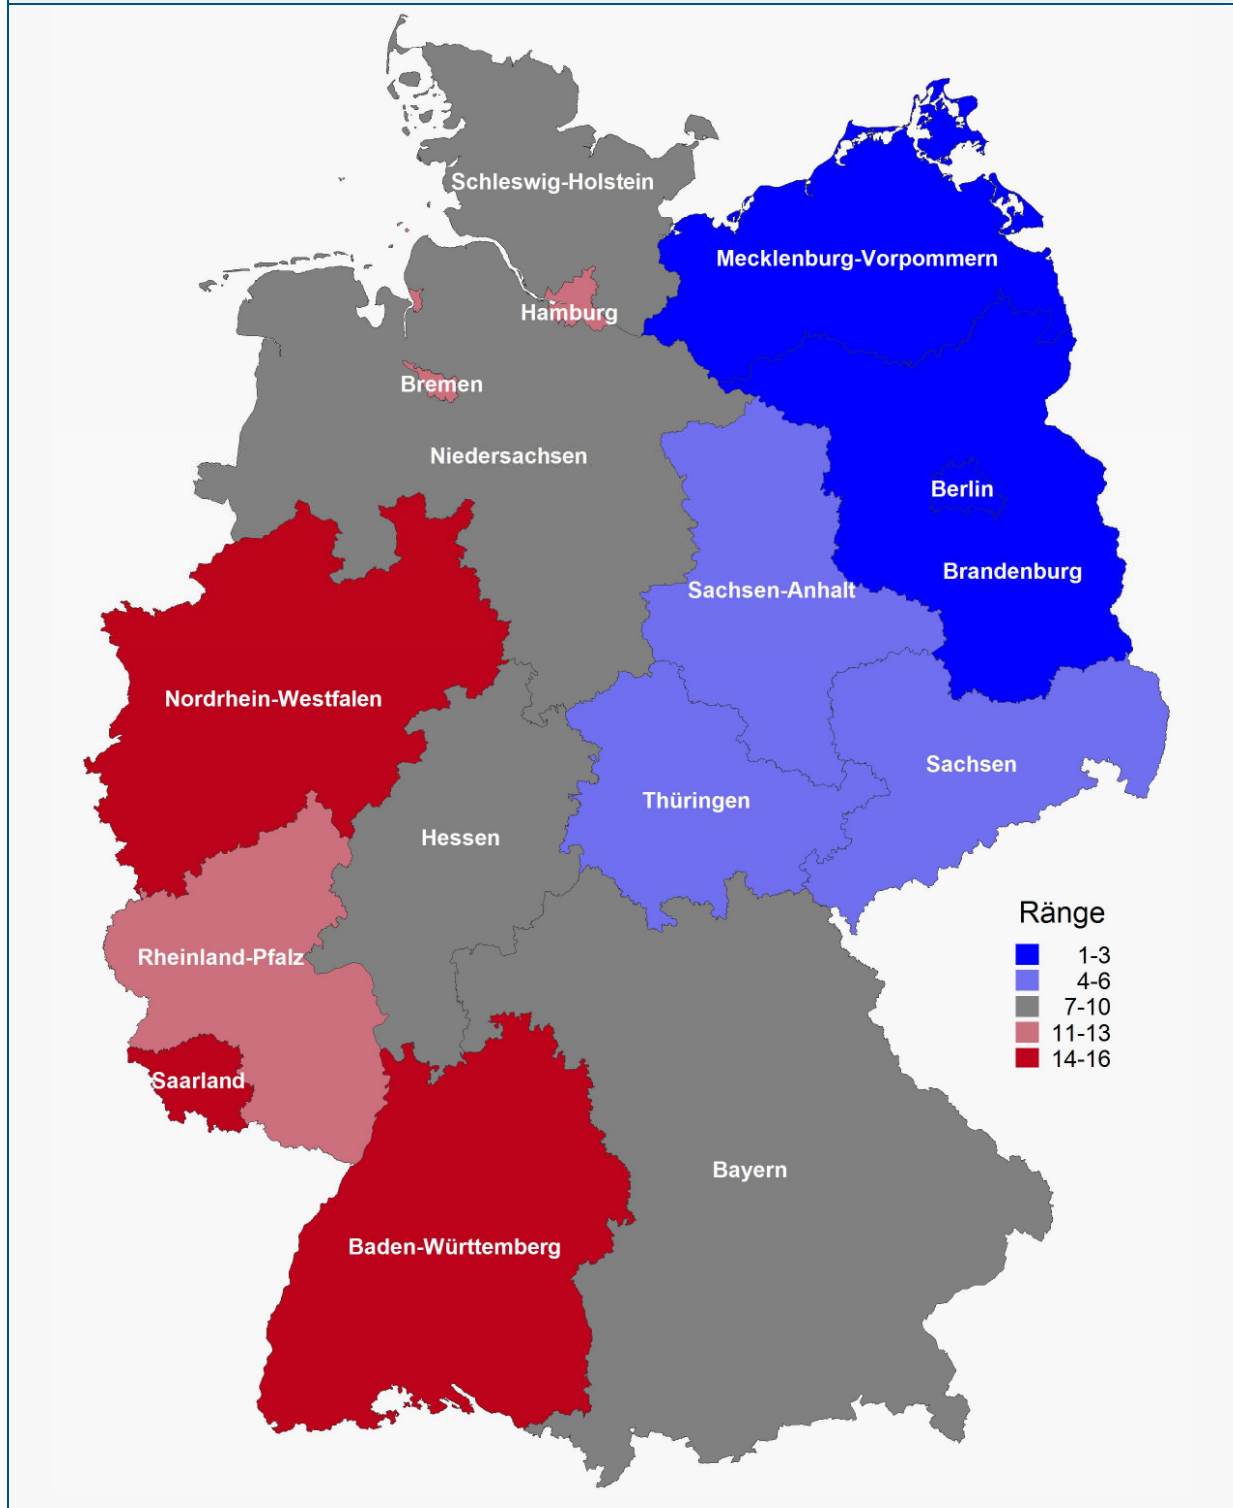 Schleswig-Holstein
Mecklenburg-Vorpommern
Hamburg
Bremen
Niedersachsen
Berlin
Brandenburg
Sachsen-Anhalt
Nordrhein-Westfalen
Sachsen
Thüringen
Hessen
Rheinland-Pfalz
Saarland
Bayern
Baden-Württemberg
Ränge
1-3
4-6
7-10
11-13
14-16